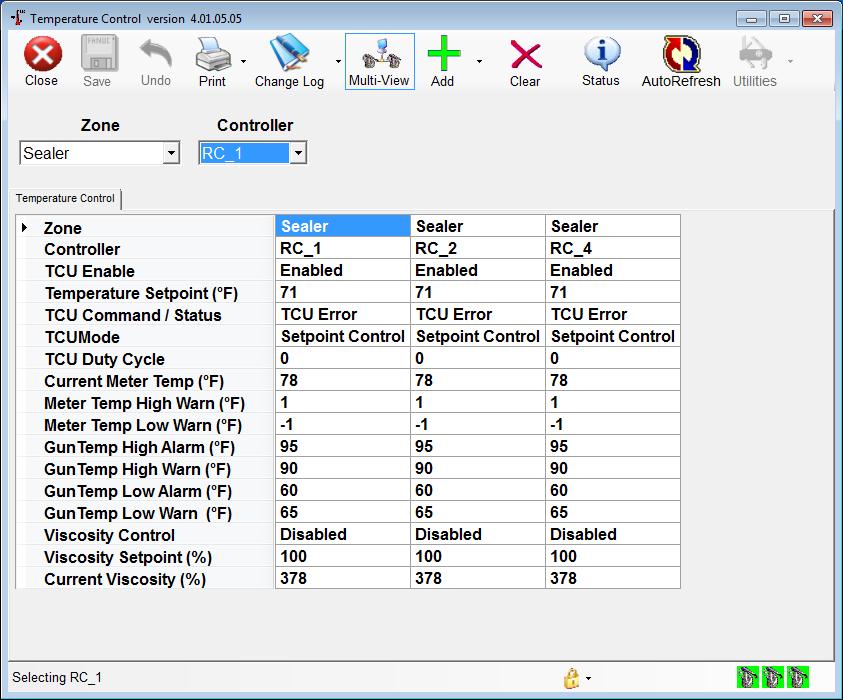 Temperature Control version 4.01.05.05
FANUC
Close Save Undo Print Change Log Multi-View Add Clear Status AutoRefresh Utilities
Zone Controller
Sealer RC_1
Temperature Control
Zone Sealer Sealer Sealer
Controller RC_1 RC_2 RC_4
TCU Enable Enabled Enabled Enabled
Temperature Setpoint (°F) 71 71 71
TCU Command / Status TCU Error TCU Error TCU Error
TCUMode Setpoint Control Setpoint Control Setpoint Control
TCU Duty Cycle 0 0 0
Current Meter Temp (°F) 78 78 78
Meter Temp High Warn (°F) 1 1 1
Meter Temp Low Warn (°F) -1 -1 -1
GunTemp High Alarm (°F) 95 95 95
GunTemp High Warn (°F) 90 90 90
GunTemp Low Alarm (°F) 60 60 60
GunTemp Low Warn (°F) 65 65 65
Viscosity Control Disabled Disabled Disabled
Viscosity Setpoint (%) 100 100 100
Current Viscosity (%) 378 378 378
Selecting RC_1